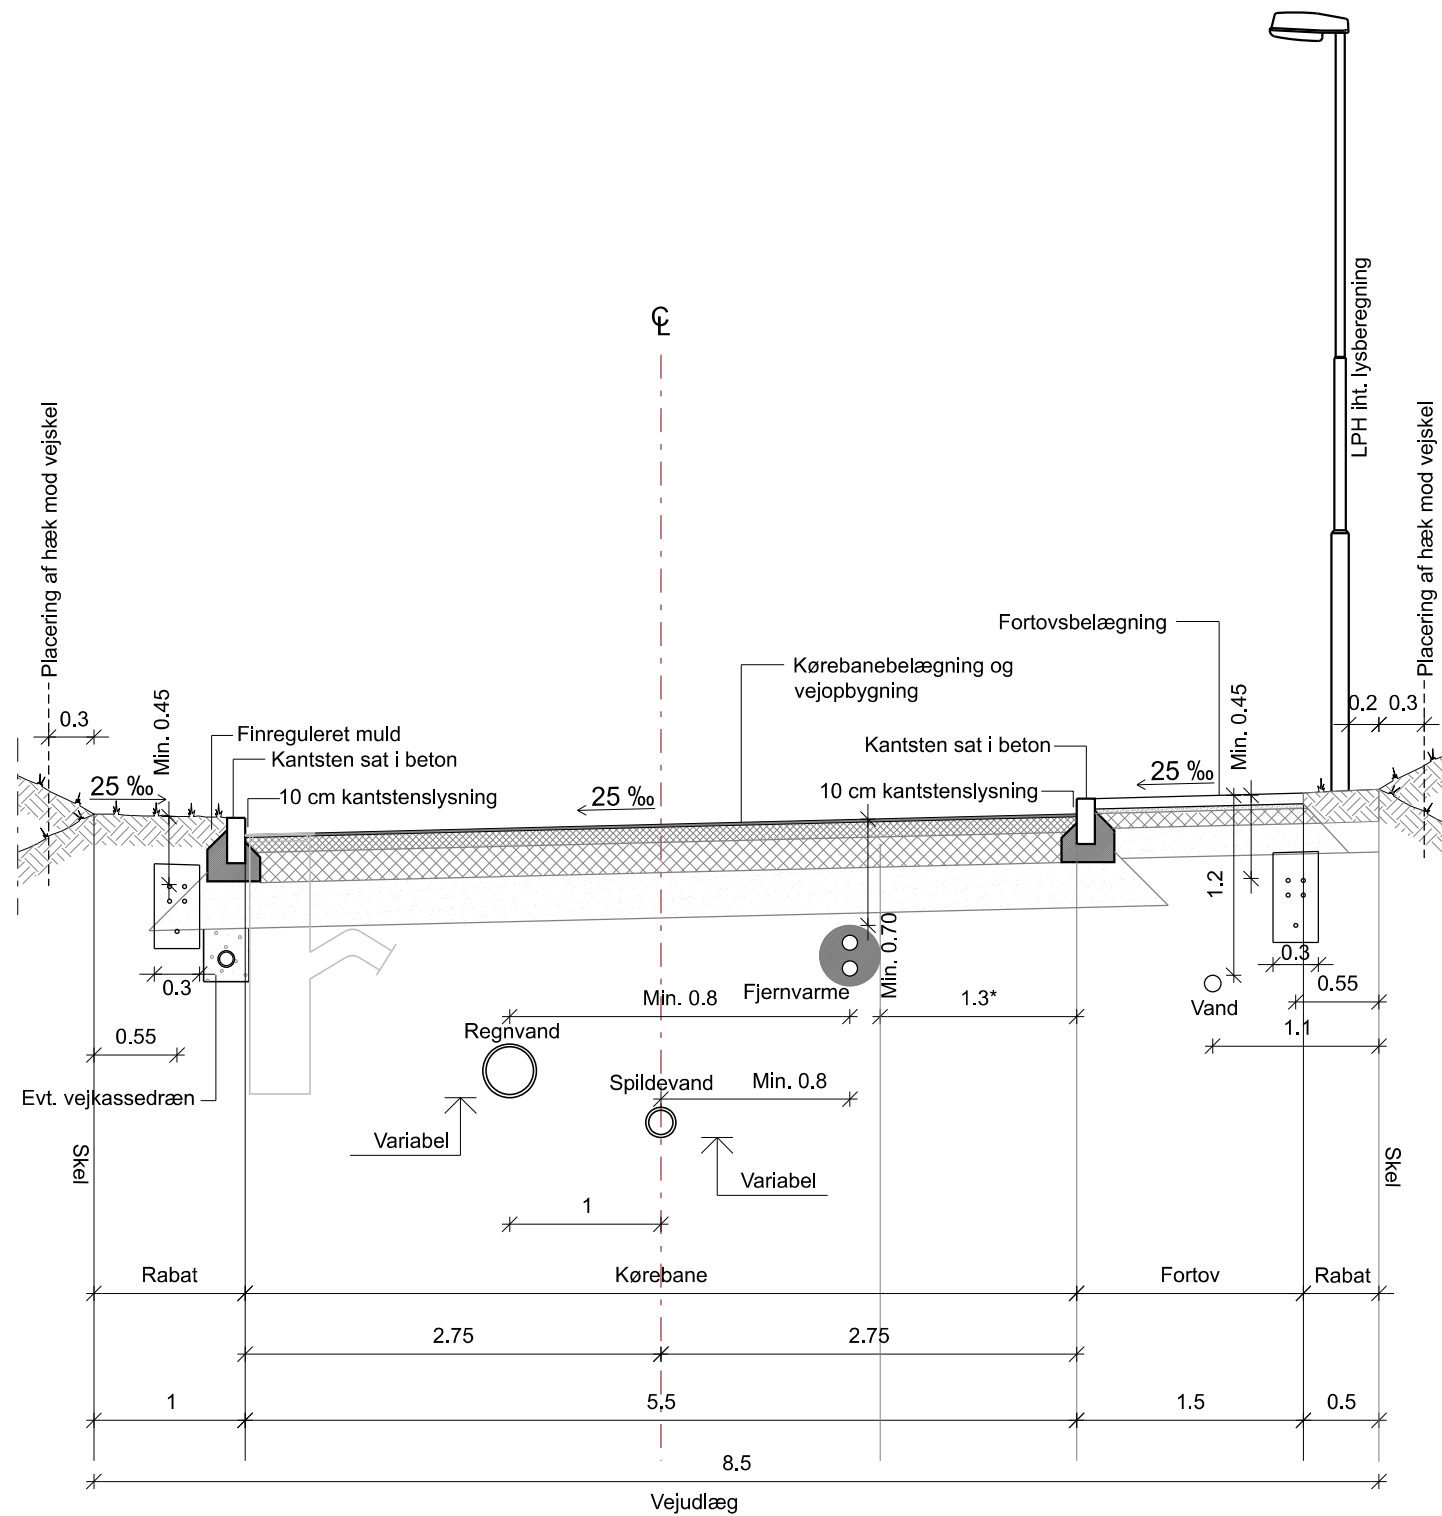 ℄
LPH iht. lysberegning
Placering af hæk mod vejskel
Placering af hæk mod vejskel
Fortovsbelægning
Kørebanebelægning og
vejopbygning
0.3
Min. 0.45
Min. 0.45
0.2
0.3
Finreguleret muld
Kantsten sat i beton
Kantsten sat i beton
25 ‰
10 cm kantstenslysning
25 ‰
10 cm kantstenslysning
25 ‰
1.2
Min. 0.70
0.3
0.3
Min. 0.8
Fjernvarme
1.3*
Vand
0.55
0.55
Regnvand
1.1
Spildevand
Min. 0.8
Evt. vejkassedræn
Variabel
Variabel
Skel
Skel
1
Rabat
Kørebane
Fortov
Rabat
2.75
2.75
1
5.5
1.5
0.5
8.5
Vejudlæg